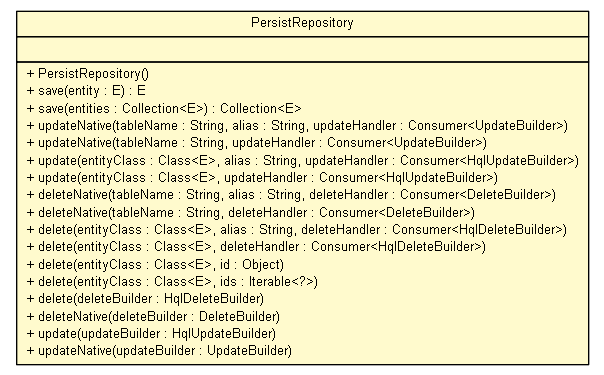 PersistRepository
+ PersistRepository()
+ save(entity : E) : E
+ save(entities : Collection<E>) : Collection<E>
+ updateNative(tableName : String, alias : String, updateHandler : Consumer<UpdateBuilder>)
+ updateNative(tableName : String, updateHandler : Consumer<UpdateBuilder>)
+ update(entityClass : Class<E>, alias : String, updateHandler : Consumer<HqlUpdateBuilder>)
+ update(entityClass : Class<E>, updateHandler : Consumer<HqlUpdateBuilder>)
+ deleteNative(tableName : String, alias : String, deleteHandler : Consumer<DeleteBuilder>)
+ deleteNative(tableName : String, deleteHandler : Consumer<DeleteBuilder>)
+ delete(entityClass : Class<E>, alias : String, deleteHandler : Consumer<HqlDeleteBuilder>)
+ delete(entityClass : Class<E>, deleteHandler : Consumer<HqlDeleteBuilder>)
+ delete(entityClass : Class<E>, id : Object)
+ delete(entityClass : Class<E>, ids : Iterable<?>)
+ delete(deleteBuilder : HqlDeleteBuilder)
+ deleteNative(deleteBuilder : DeleteBuilder)
+ update(updateBuilder : HqlUpdateBuilder)
+ updateNative(updateBuilder : UpdateBuilder)